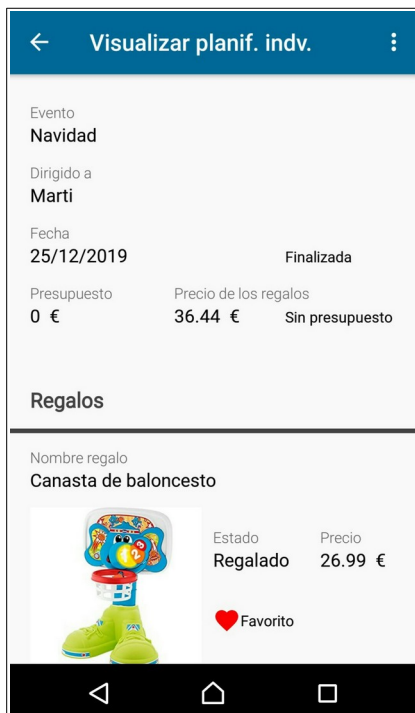 Visualizar planif. indv.
Evento
Navidad
Dirigido a
Marti
Fecha
25/12/2019 Finalizada
Presupuesto Precio de los regalos
0 € 36.44 € Sin presupuesto
Regalos
Nombre regalo
Canasta de baloncesto
Estado Precio
Regalado 26.99 €
Favorito